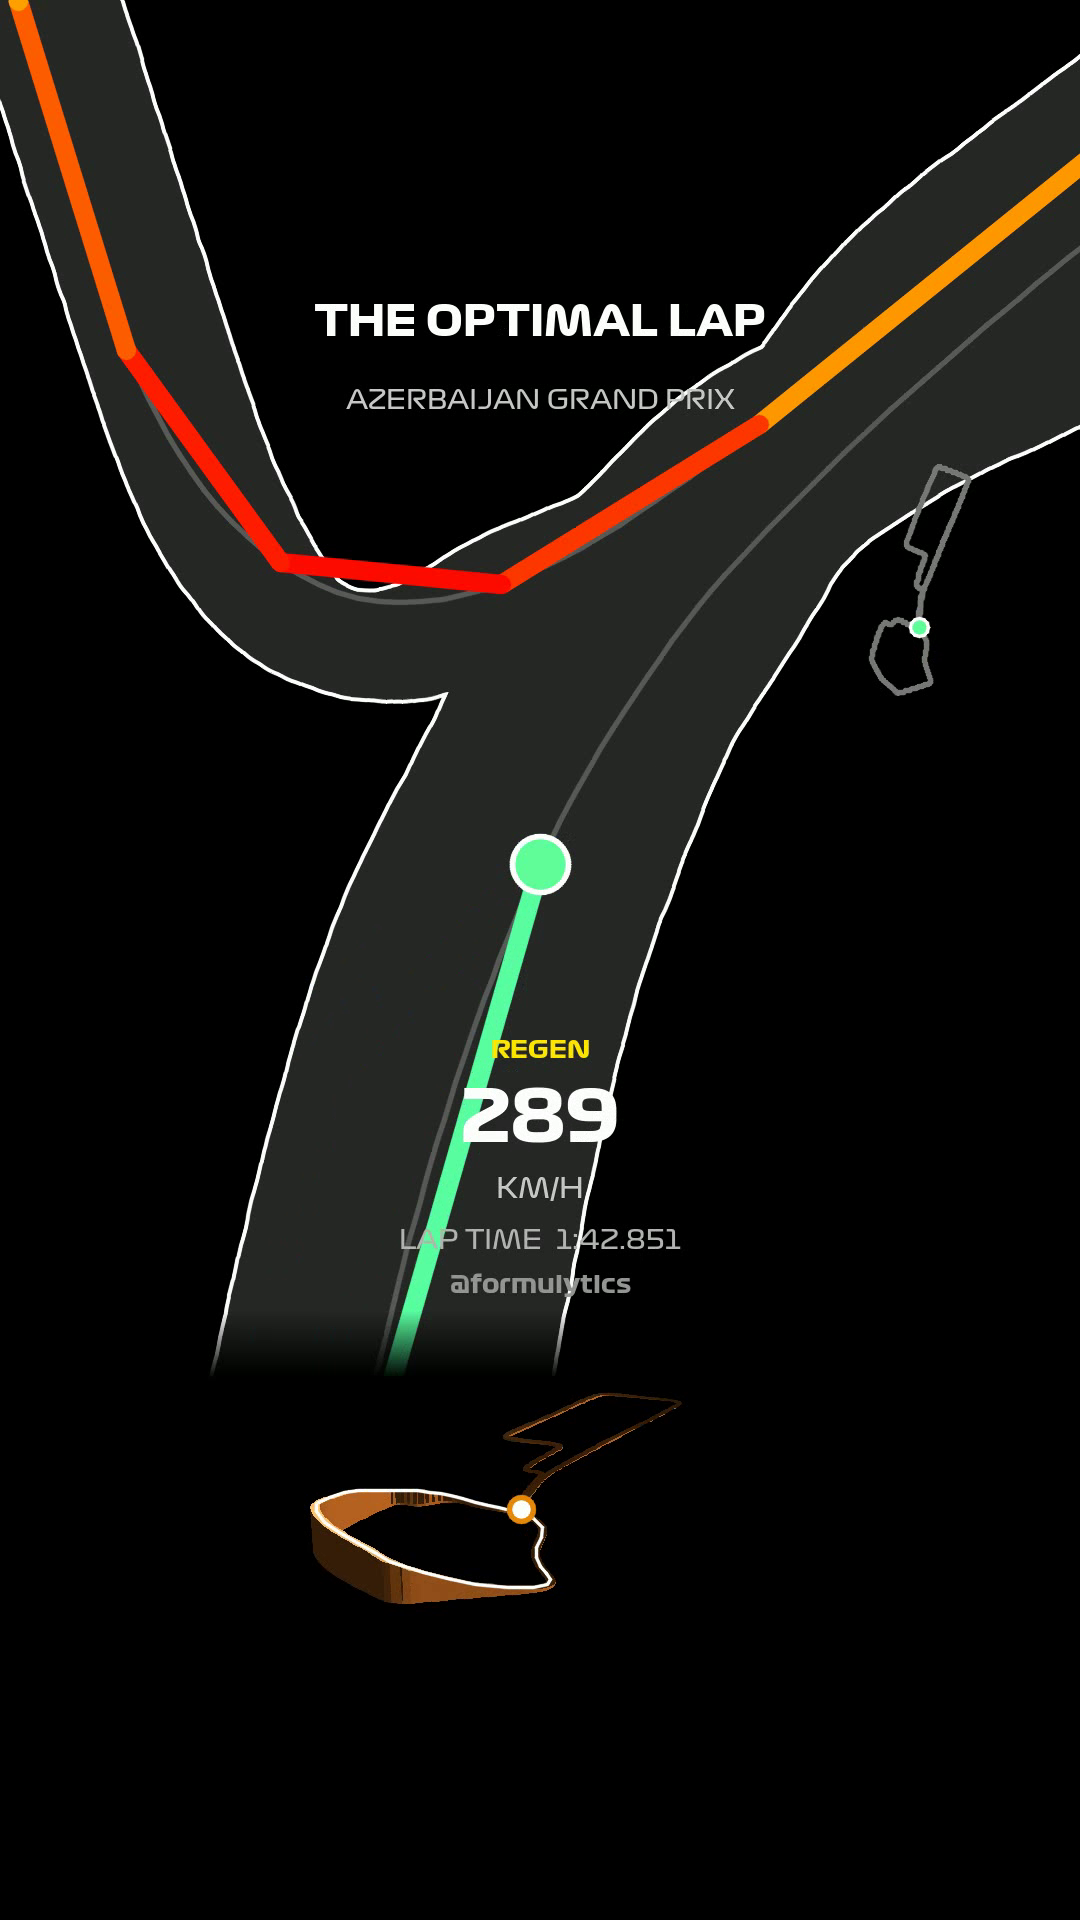 THE OPTIMAL LAP
AZERBAIJAN GRAND PRIX
REGEN
289
KM/H
LAP TIME 1:42.851
@formulytics